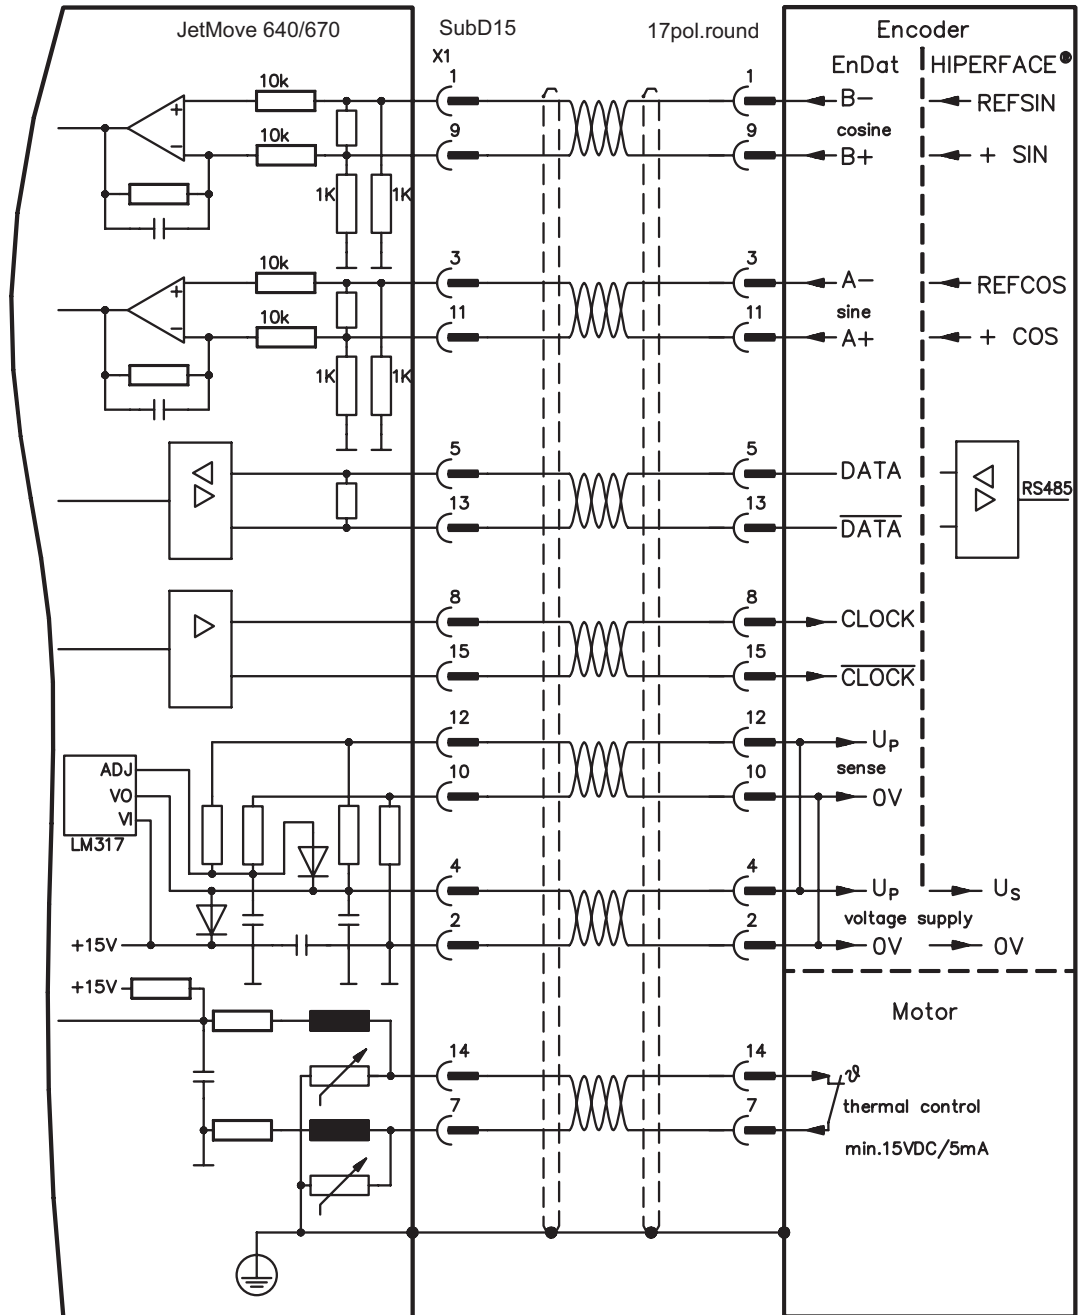 JetMove 640/670 SubD15 17pol.round Encoder
X1 EnDat HIPERFACE®
10k 1 1 B- REFSIN
cosine
10k 9 9 B+ + SIN
1K 1K
10k 3 3 A- REFCOS
sine
10k 11 11 A+ + COS
1K 1K
5 5 DATA
RS485
13 13 DATA
8 8 CLOCK
15 15 CLOCK
12 12 UP
ADJ sense
VO 10 10 0V
VI
LM317
4 4 UP US
voltage supply
+15V 2 2 0V 0V
+15V
Motor
14 14 ϑ
7 7 thermal control
min.15VDC/5mA